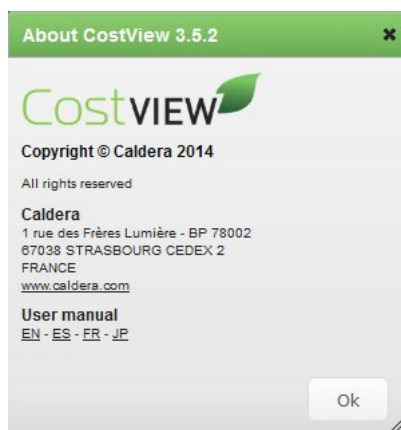 About CostView 3.5.2
CostVIEW
Copyright © Caldera 2014
All rights reserved
Caldera
1 rue des Frères Lumière - BP 78002
67038 STRASBOURG CEDEX 2
FRANCE
www.caldera.com
User manual
EN - ES - FR - JP
Ok